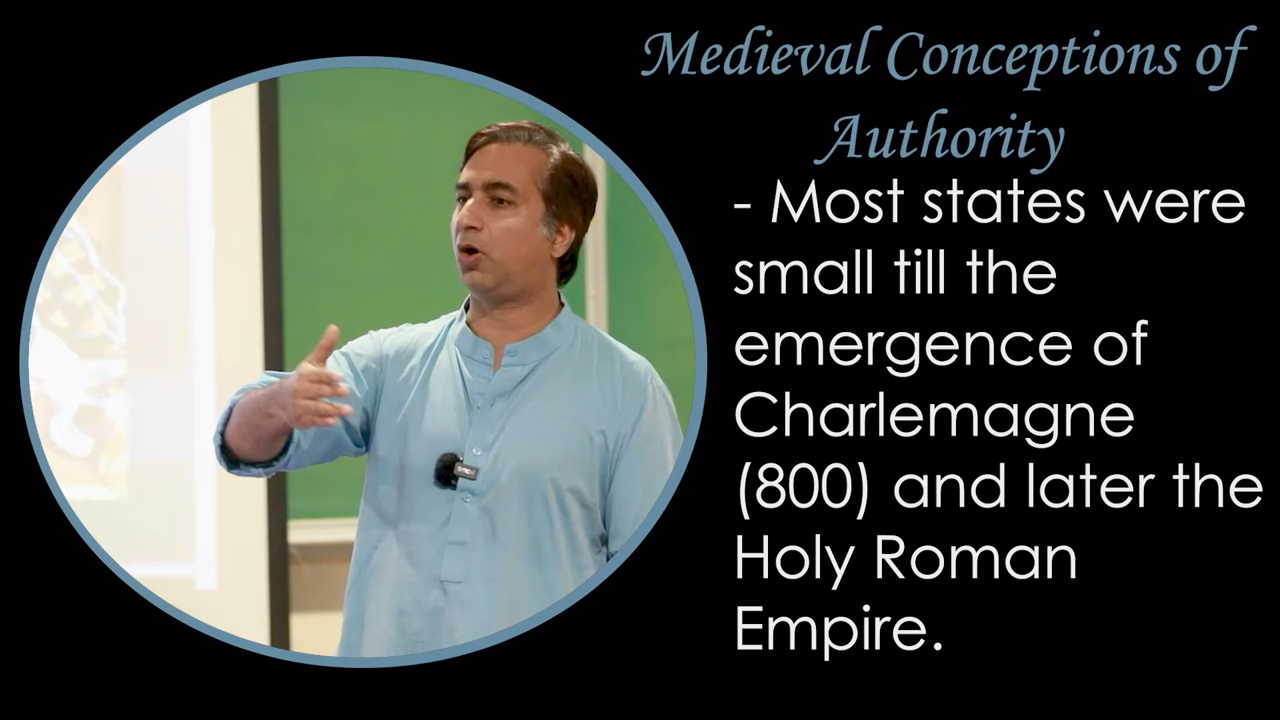 Medieval Conceptions of
Authority
- Most states were
small till the
emergence of
Charlemagne
(800) and later the
Holy Roman
Empire.